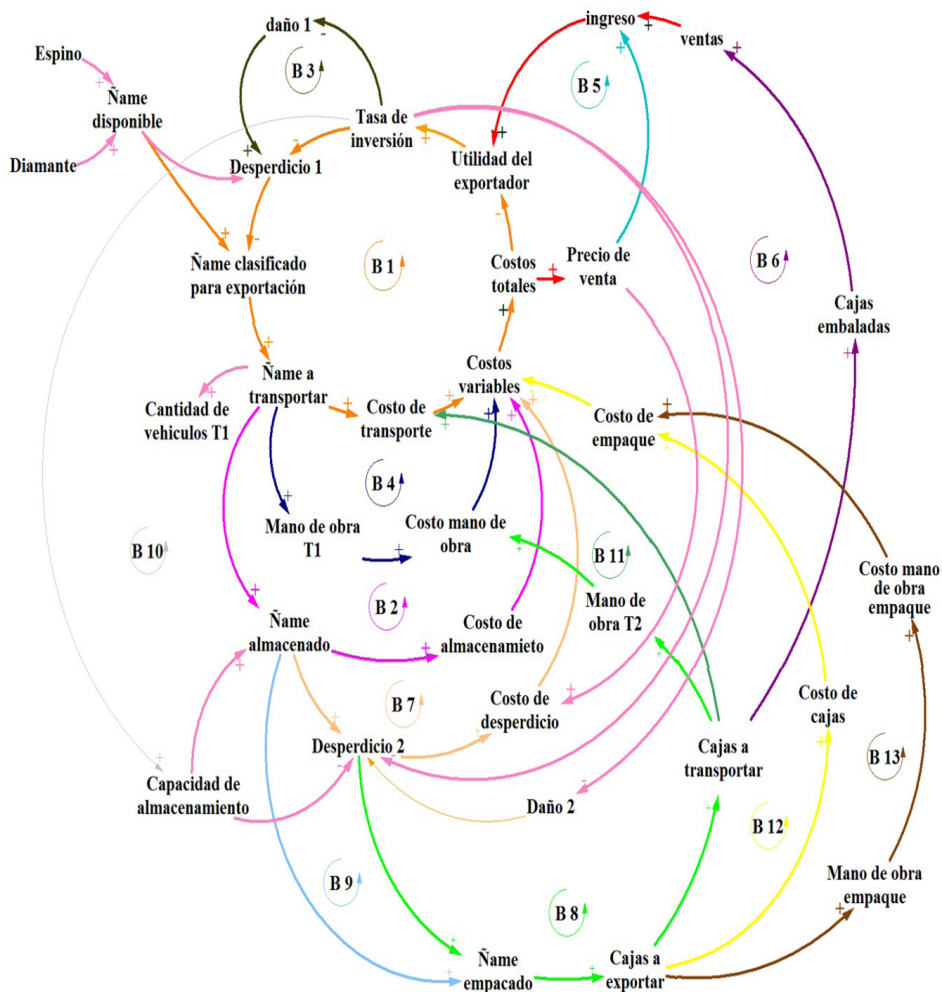 daño 1
ingreso
ventas
Espino
B 3
B 5
Ñame
disponible
Tasa de
inversión
Diamante
Desperdicio 1
Utilidad del
exportador
Ñame clasificado
para exportación
B 1
Costos
totales
Precio de
venta
B 6
Cajas
embaladas
Ñame a
transportar
Costos
variables
Cantidad de
vehiculos T1
Costo de
transporte
Costo de
empaque
B 4
Mano de obra
T1
Costo mano de
obra
B 10
B 11
Costo mano
de obra
empaque
B 2
Mano de
obra T2
Ñame
almacenado
Costo de
almacenamieto
B 7
Costo de
desperdicio
Costo de
cajas
Desperdicio 2
Cajas a
transportar
B 13
Capacidad de
almacenamiento
Daño 2
B 12
Mano de obra
empaque
B 9
B 8
Ñame
empacado
Cajas a
exportar